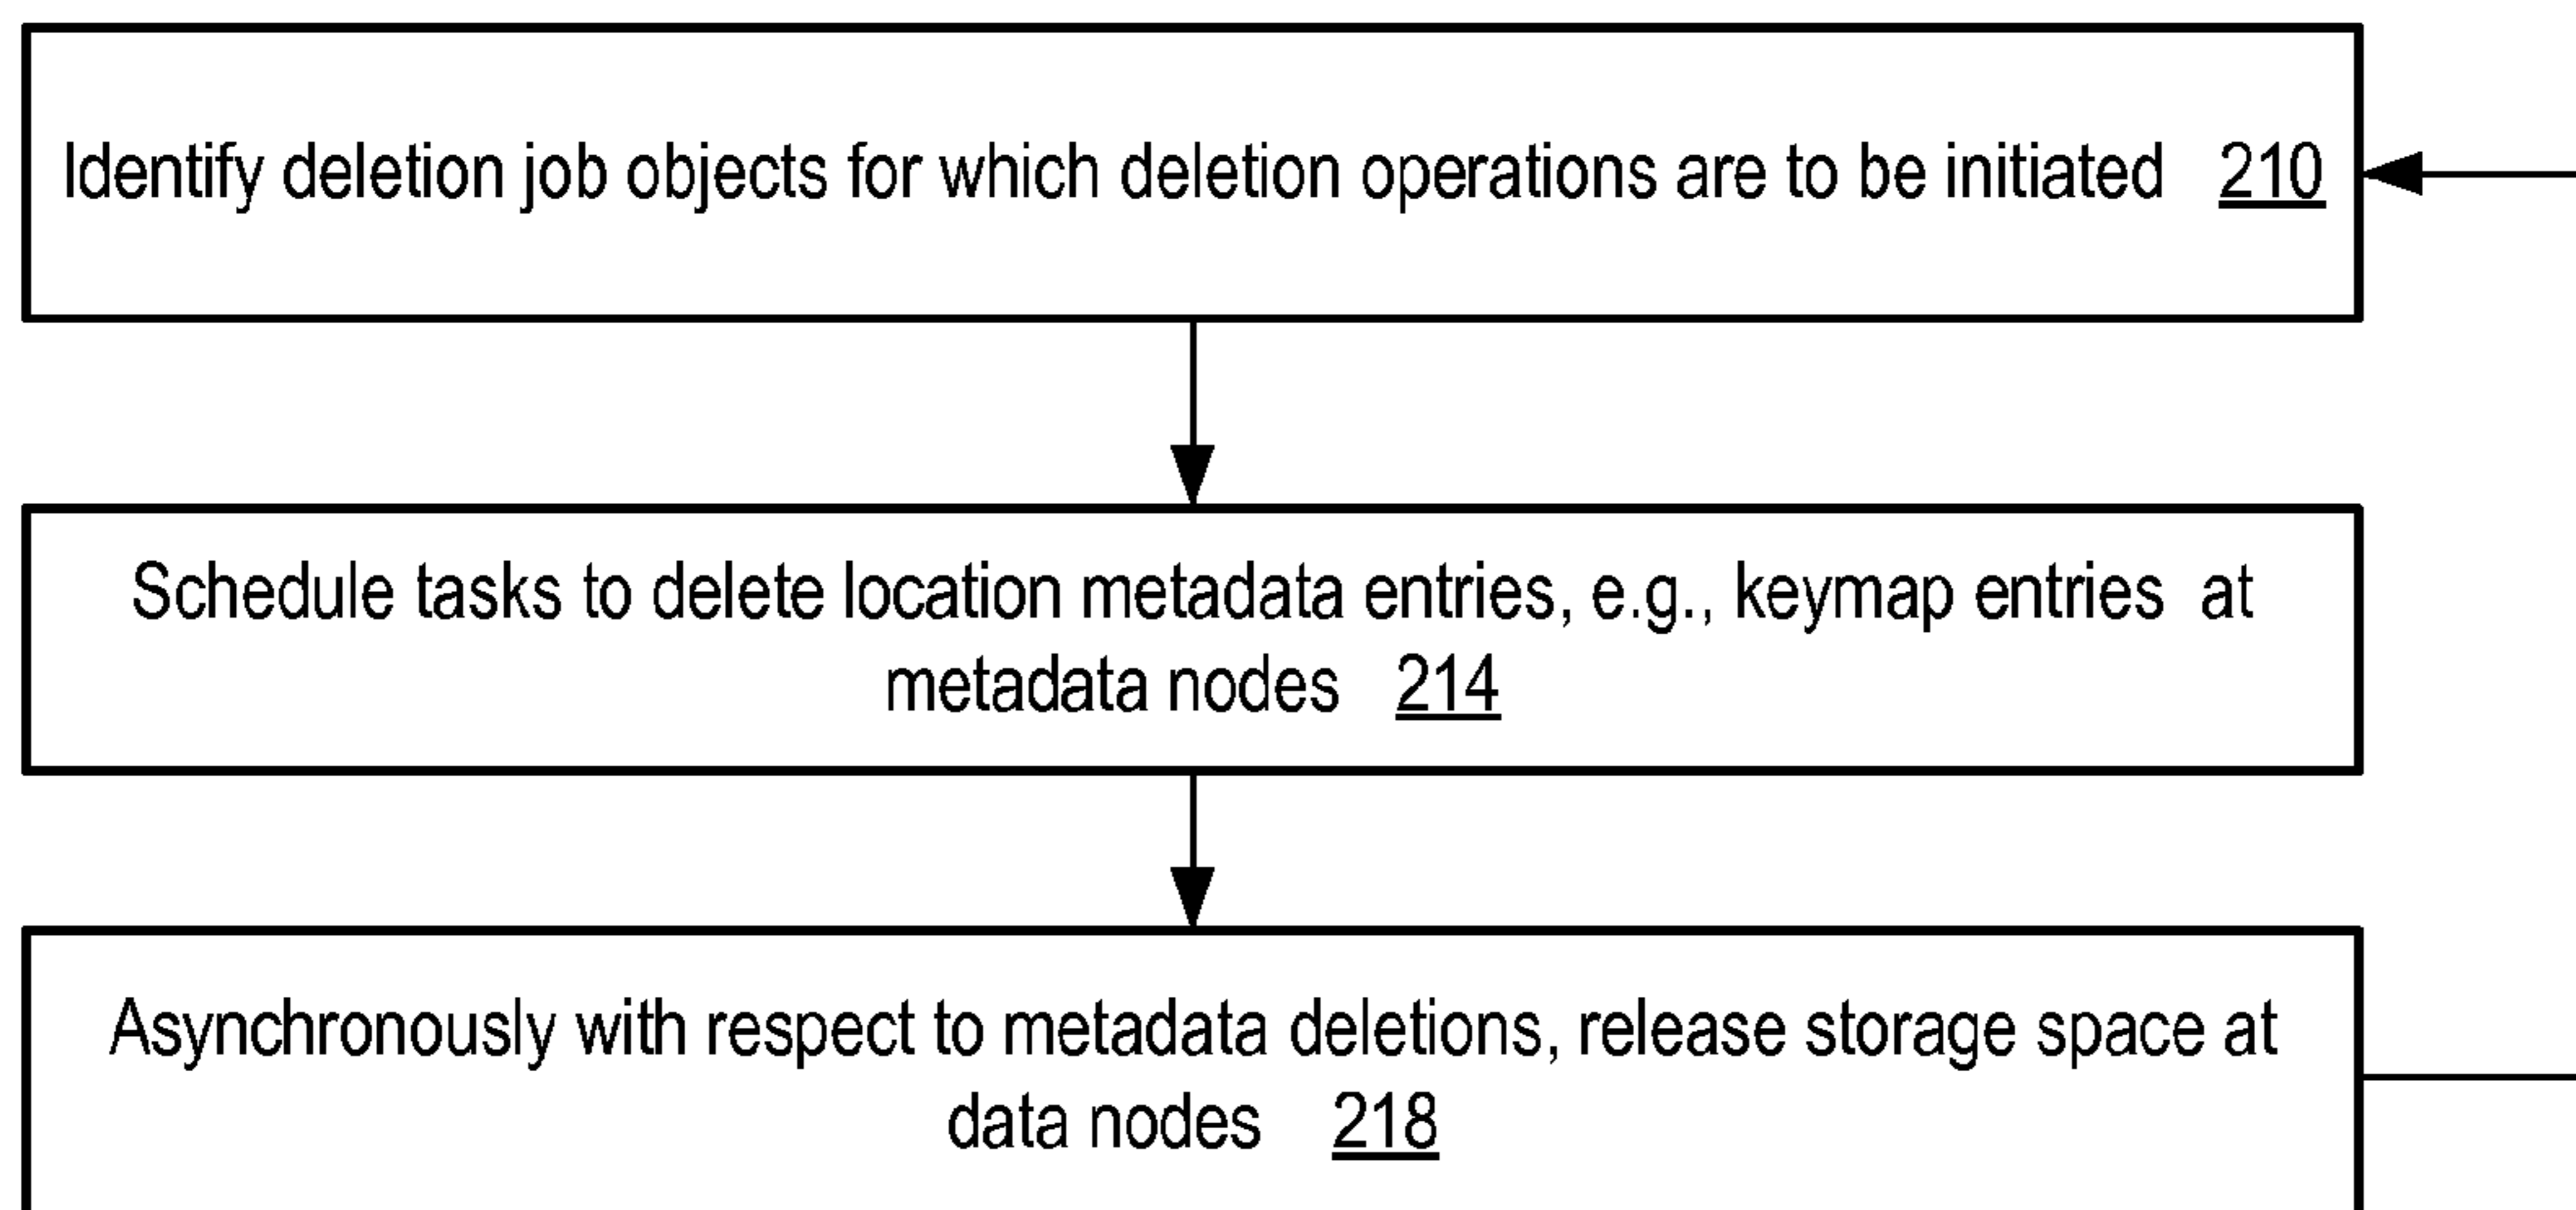 Identify deletion job objects for which deletion operations are to be initiated 210
Schedule tasks to delete location metadata entries, e.g., keymap entries at
metadata nodes 214
Asynchronously with respect to metadata deletions, release storage space at
data nodes 218